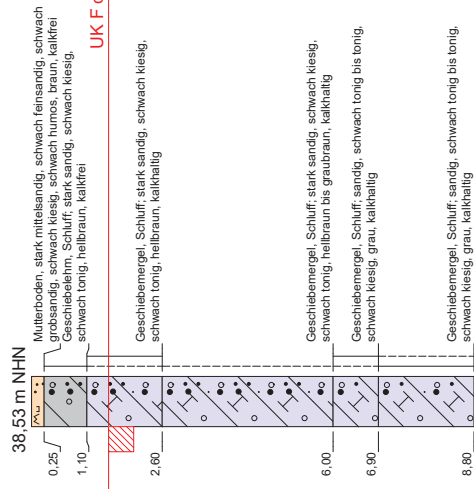 38,53 m NHN
Mutterboden, stark mittelsandig, schwach feinsandig, schwach
grobsandig, schwach kiesig, schwach humos, braun, kalkfrei
0,25
Geschiebelehm, Schluff; stark sandig, schwach kiesig,
schwach tonig, hellbraun, kalkfrei
1,10
UK F
Geschiebemergel, Schluff; stark sandig, schwach kiesig,
schwach tonig, hellbraun, kalkhaltig
2,60
Geschiebemergel, Schluff; stark sandig, schwach kiesig,
schwach tonig, hellbraun bis graubraun, kalkhaltig
6,00
Geschiebemergel, Schluff; sandig, schwach tonig bis tonig,
schwach kiesig, grau, kalkhaltig
6,90
Geschiebemergel, Schluff; sandig, schwach tonig bis tonig,
schwach kiesig, grau, kalkhaltig
8,80